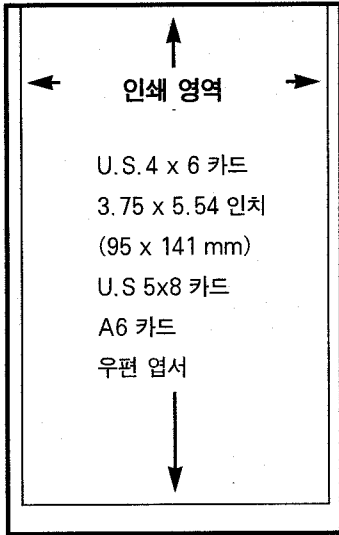 인쇄 영역
U.S.4 x 6 카드
3.75 x 5.54 인치
(95 x 141 mm)
U.S 5x8 카드
A6 카드
우편 엽서